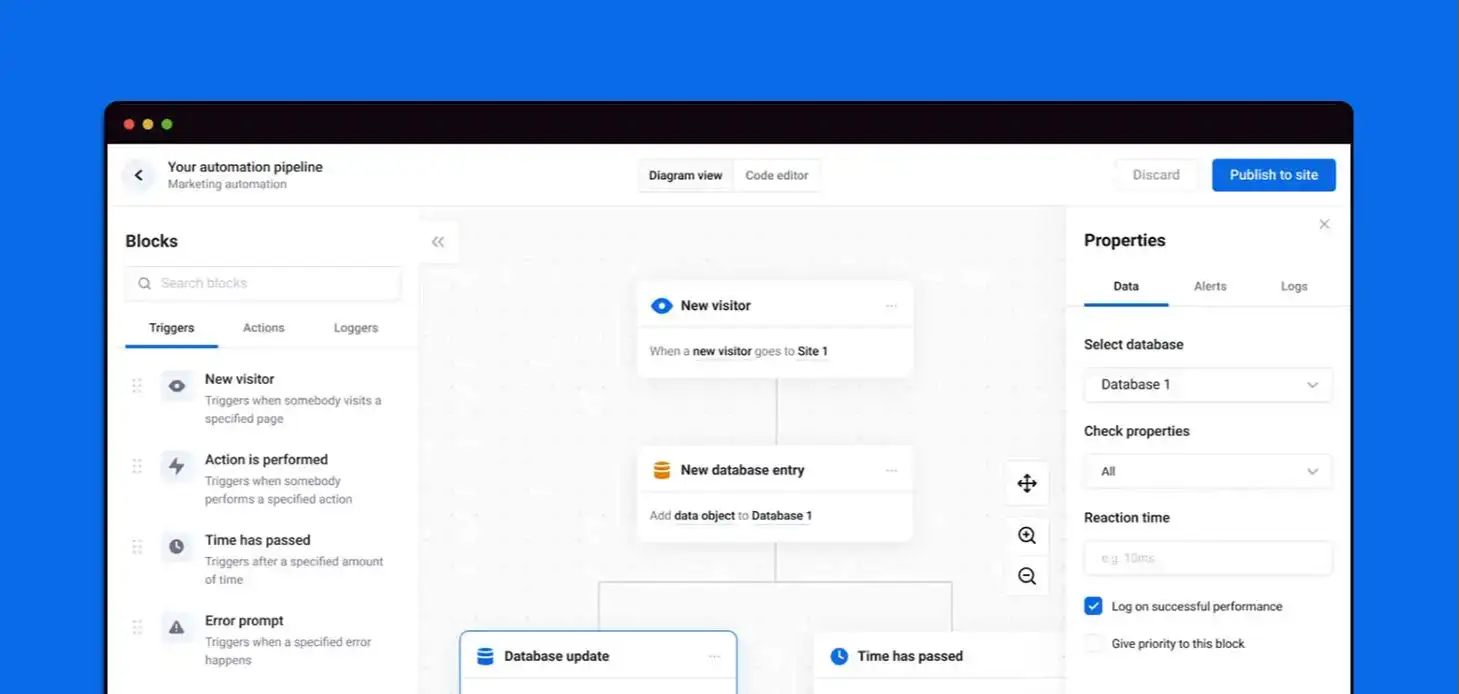 Your automation pipeline
Marketing automation
Diagram view
Code editor
Discard
Publish to site
Blocks
Search blocks
Triggers
Actions
Loggers
New visitor
Triggers when somebody visits a
specified page
Action is performed
Triggers when somebody
performs a specified action
Time has passed
Triggers after a specified amount
of time
Error prompt
Triggers when a specified error
happens
New visitor
When a new visitor goes to Site 1
New database entry
Add data object to Database 1
Database update
Time has passed
Properties
Data
Alerts
Logs
Select database
Database 1
Check properties
All
Reaction time
e.g. 10ms
Log on successful performance
Give priority to this block